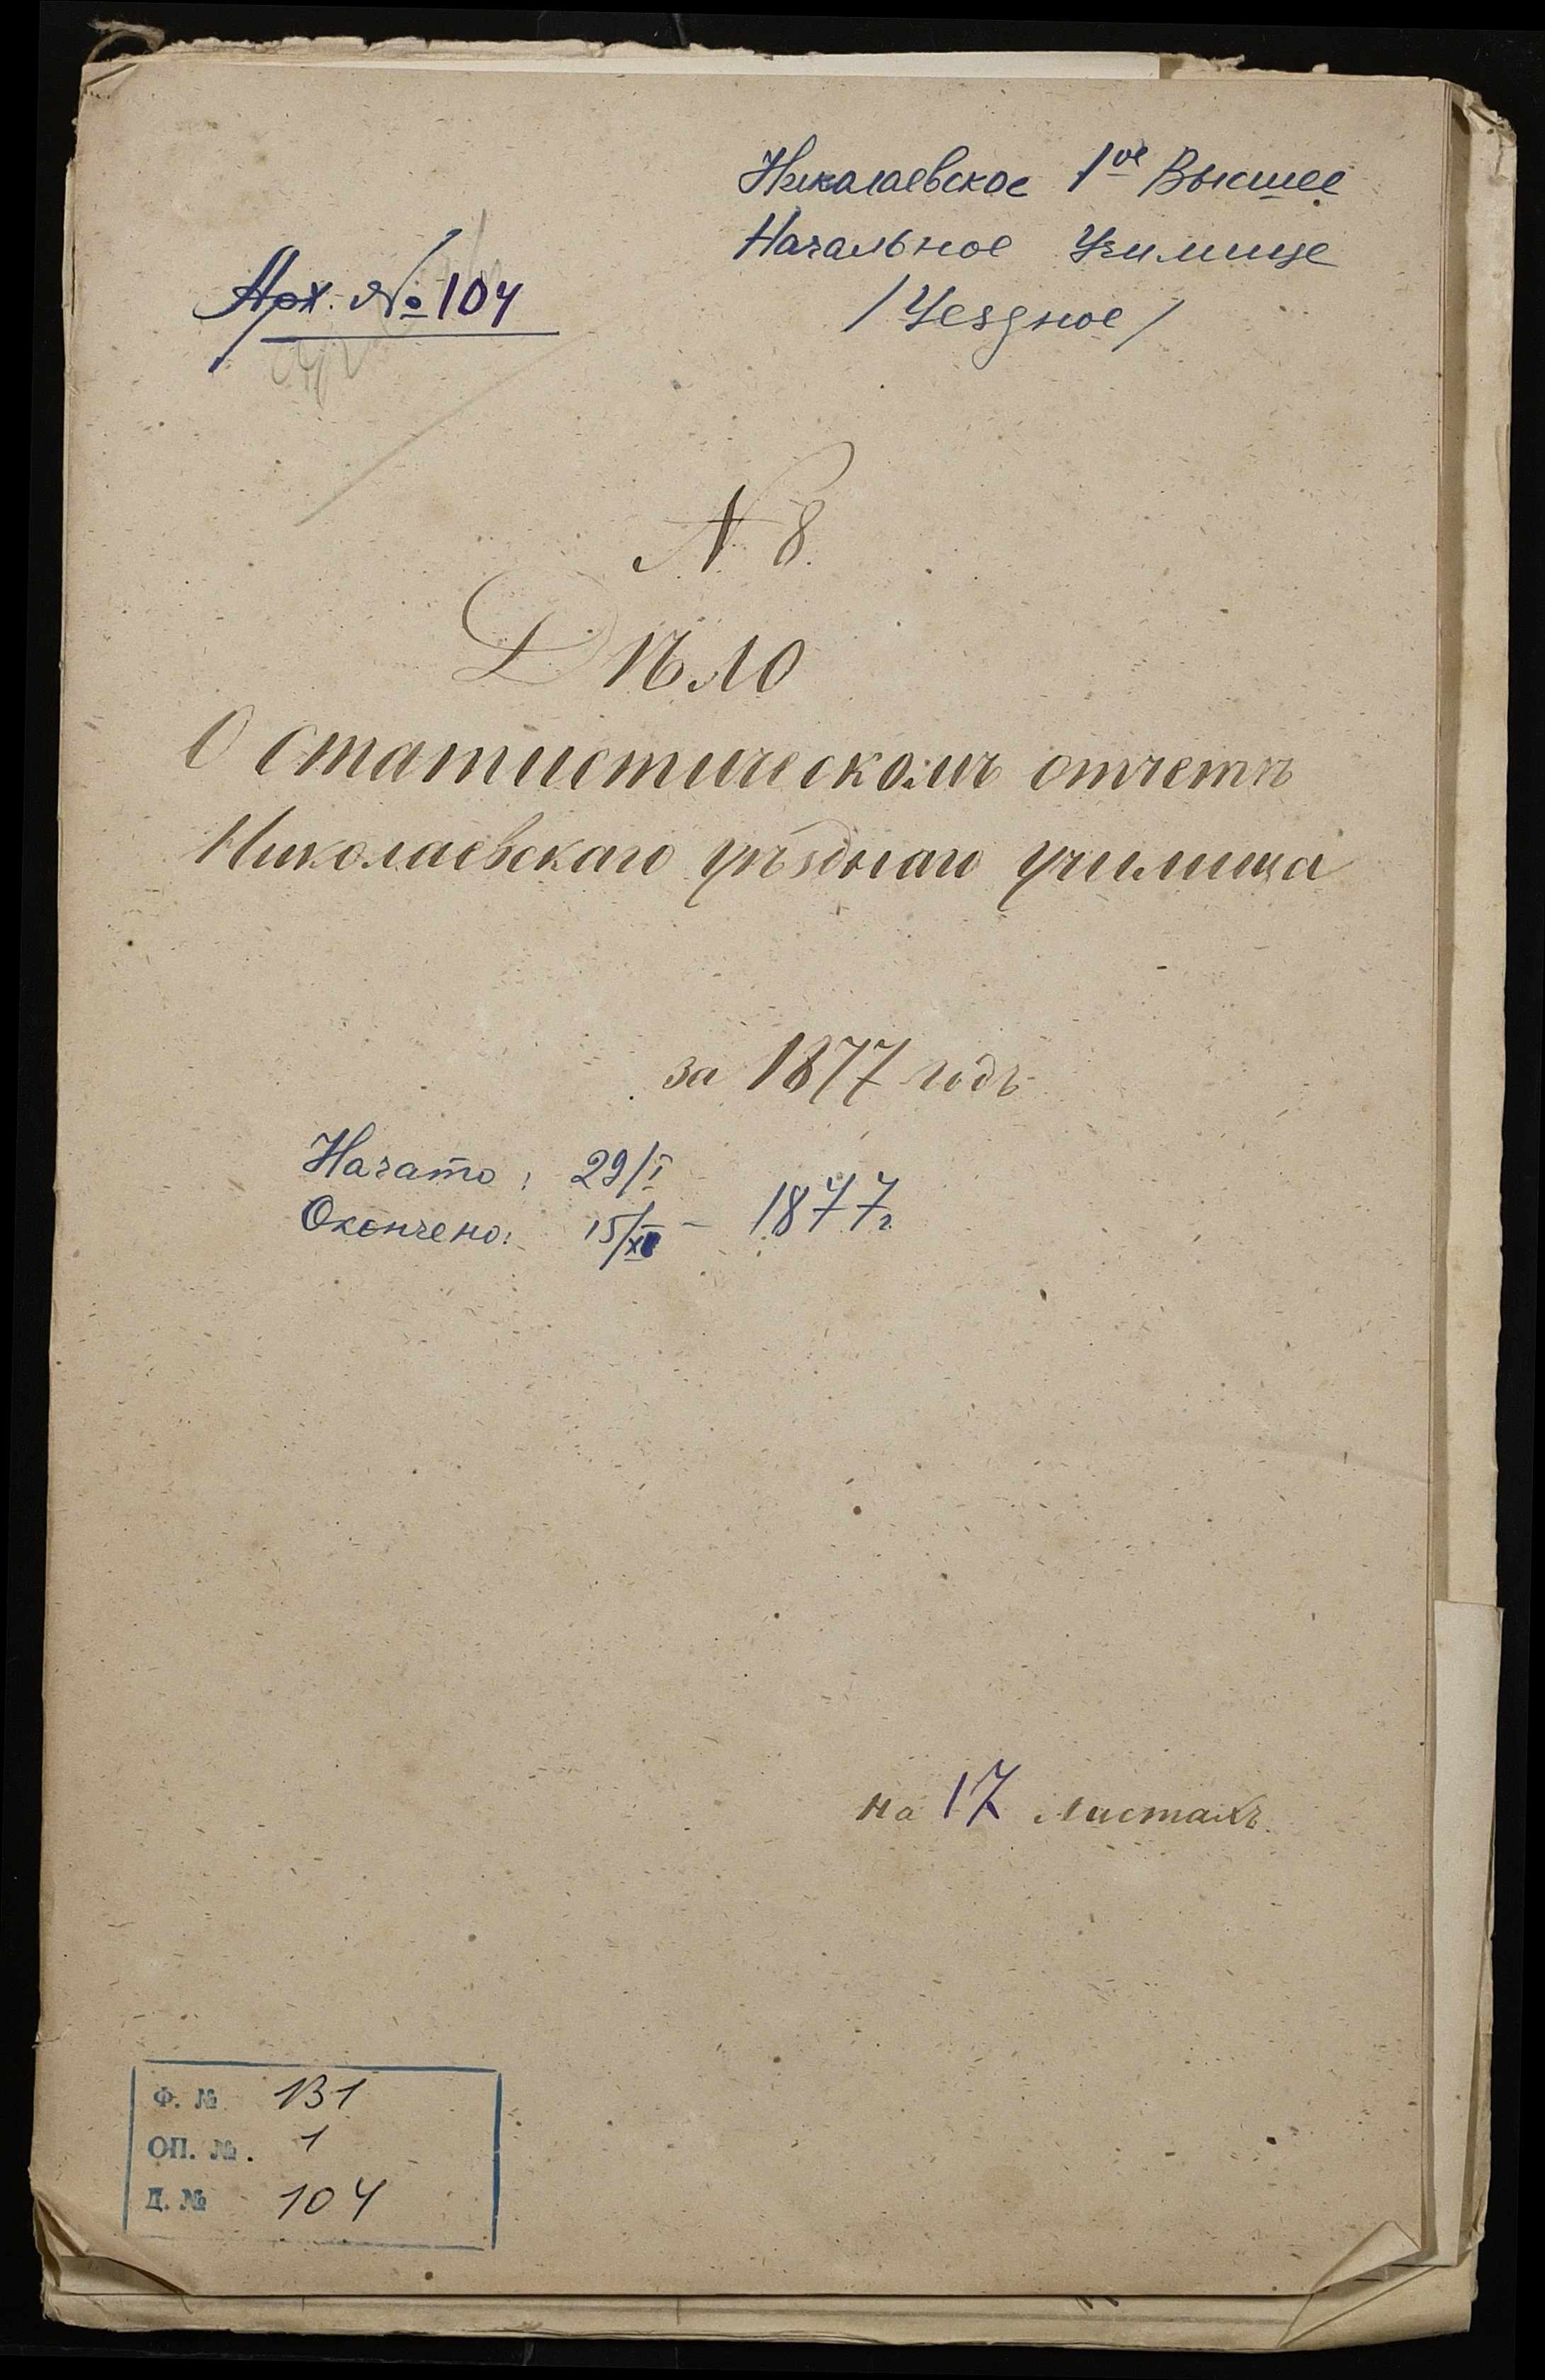 Николаевское 1ое Высшее
Начальное Училище
/Уездное/
Арх. № 104
N 8.
Дѣло
О статистическомъ отчетѣ
Николаевскаго уѣзднаго училища
за 1877 годъ
Начато: 29/I
Окончено: 15/XII – 1877 г.
на 17 листахъ.
Ф. № 131
ОП. №. 1
Д. № 104